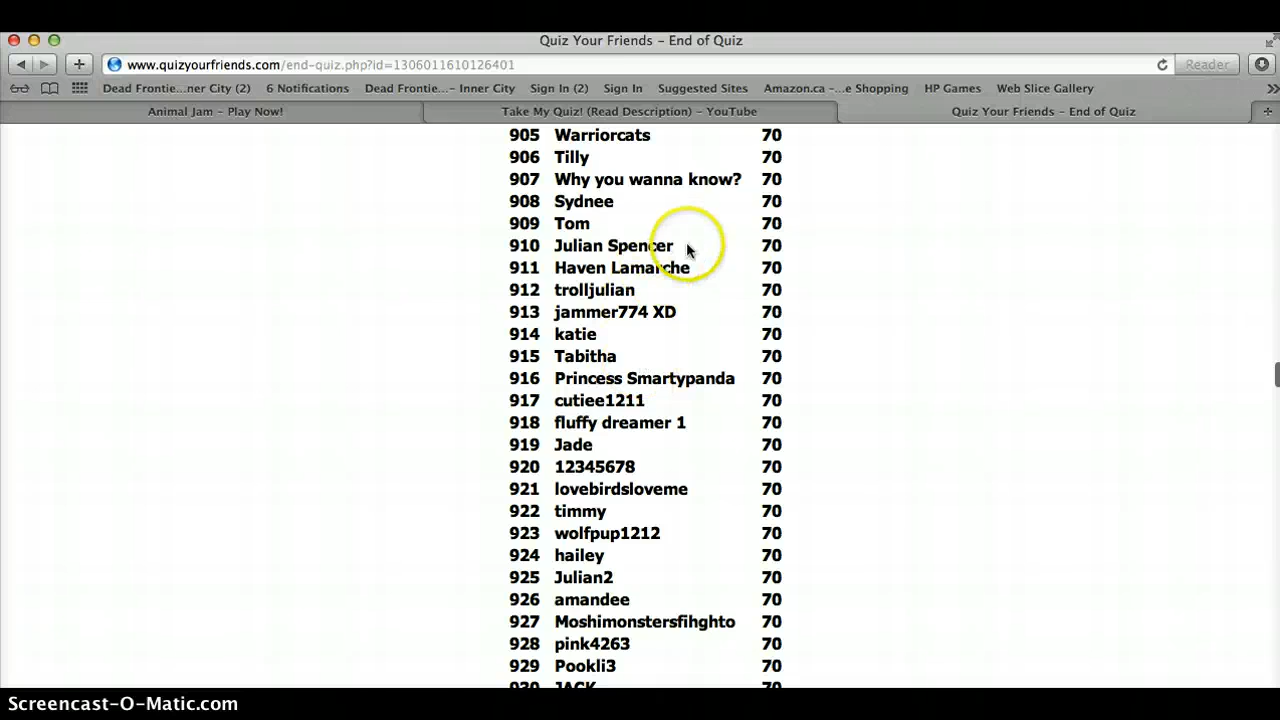 Quiz Your Friends – End of Quiz
www.quizyourfriends.com/end-quiz.php?id=1306011610126401
Reader
Dead Frontie...ner City (2) 6 Notifications Dead Frontie... – Inner City Sign In (2) Sign In Suggested Sites Amazon.ca –...e Shopping HP Games Web Slice Gallery
Animal Jam – Play Now! Take My Quiz! (Read Description) – YouTube Quiz Your Friends – End of Quiz
905 Warriorcats 70
906 Tilly 70
907 Why you wanna know? 70
908 Sydnee 70
909 Tom 70
910 Julian Spencer 70
911 Haven Lamarche 70
912 trolljulian 70
913 jammer774 XD 70
914 katie 70
915 Tabitha 70
916 Princess Smartypanda 70
917 cutiee1211 70
918 fluffy dreamer 1 70
919 Jade 70
920 12345678 70
921 lovebirdsloveme 70
922 timmy 70
923 wolfpup1212 70
924 hailey 70
925 Julian2 70
926 amandee 70
927 Moshimonstersfihghto 70
928 pink4263 70
929 Pookli3 70
930 JACK 70
Screencast-O-Matic.com